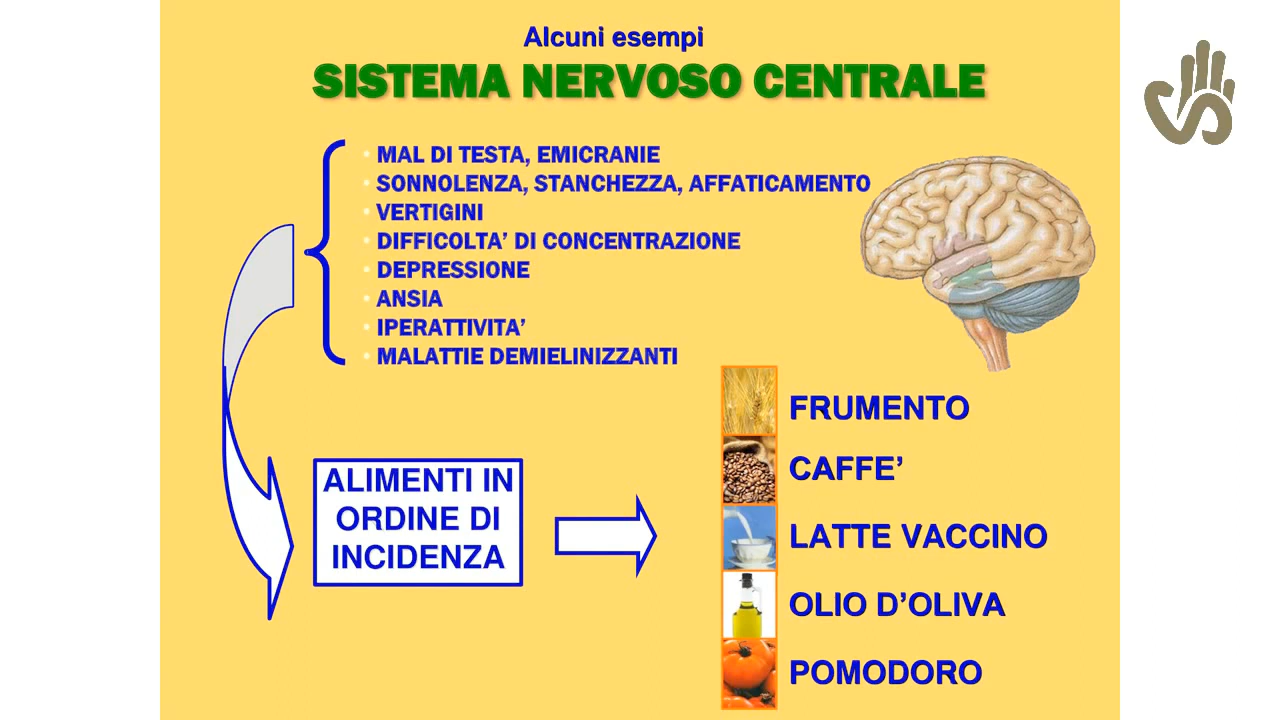 Alcuni esempi
SISTEMA NERVOSO CENTRALE
• MAL DI TESTA, EMICRANIE
• SONNOLENZA, STANCHEZZA, AFFATICAMENTO
• VERTIGINI
• DIFFICOLTA’ DI CONCENTRAZIONE
• DEPRESSIONE
• ANSIA
• IPERATTIVITA’
• MALATTIE DEMIELINIZZANTI
ALIMENTI IN
ORDINE DI
INCIDENZA
FRUMENTO
CAFFE’
LATTE VACCINO
OLIO D’OLIVA
POMODORO